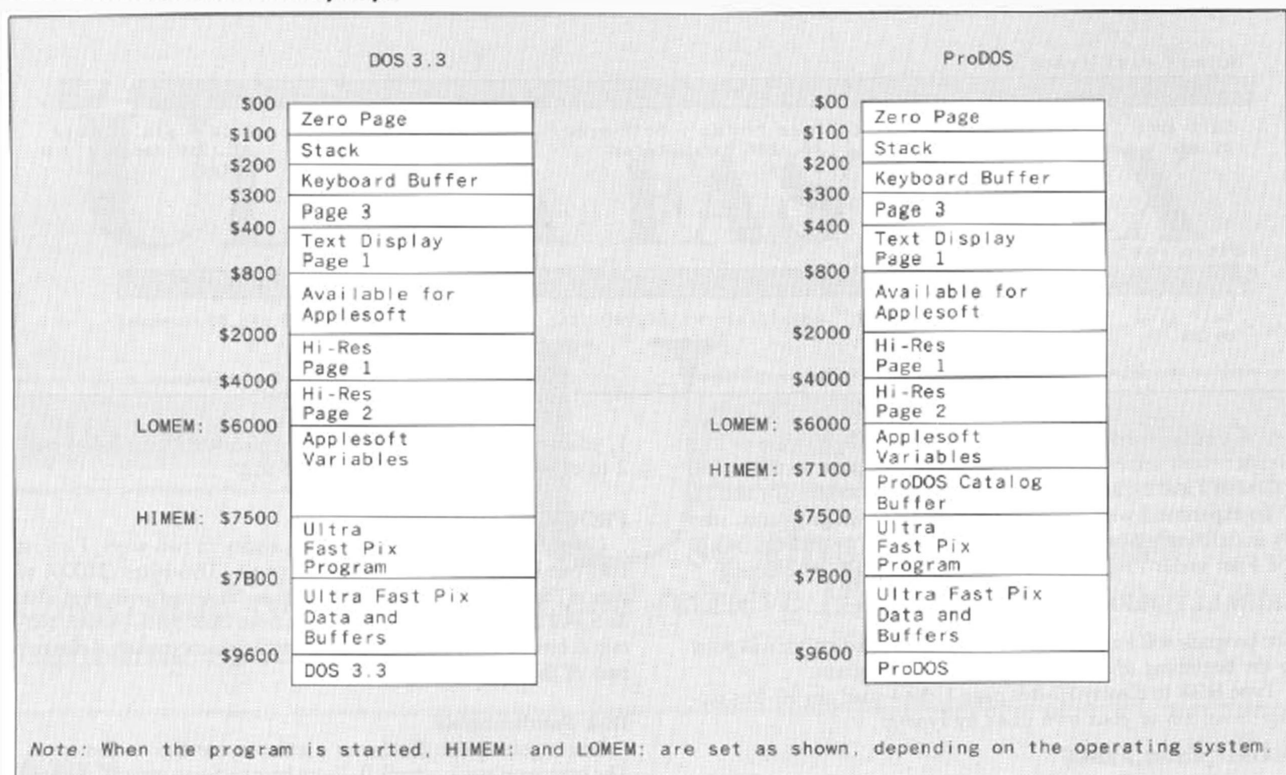 DOS 3.3
$00
Zero Page
$100
Stack
$200
Keyboard Buffer
$300
Page 3
$400
Text Display
Page 1
$800
Available for
Applesoft
$2000
Hi-Res
Page 1
$4000
Hi-Res
Page 2
LOMEM: $6000
Applesoft
Variables
HIMEM: $7500
Ultra
Fast Pix
Program
$7B00
Ultra Fast Pix
Data and
Buffers
$9600
DOS 3.3
ProDOS
$00
Zero Page
$100
Stack
$200
Keyboard Buffer
$300
Page 3
$400
Text Display
Page 1
$800
Available for
Applesoft
$2000
Hi-Res
Page 1
$4000
Hi-Res
Page 2
LOMEM: $6000
Applesoft
Variables
HIMEM: $7100
ProDOS Catalog
Buffer
$7500
Ultra
Fast Pix
Program
$7B00
Ultra Fast Pix
Data and
Buffers
$9600
ProDOS
Note: When the program is started, HIMEM: and LOMEM: are set as shown, depending on the operating system.